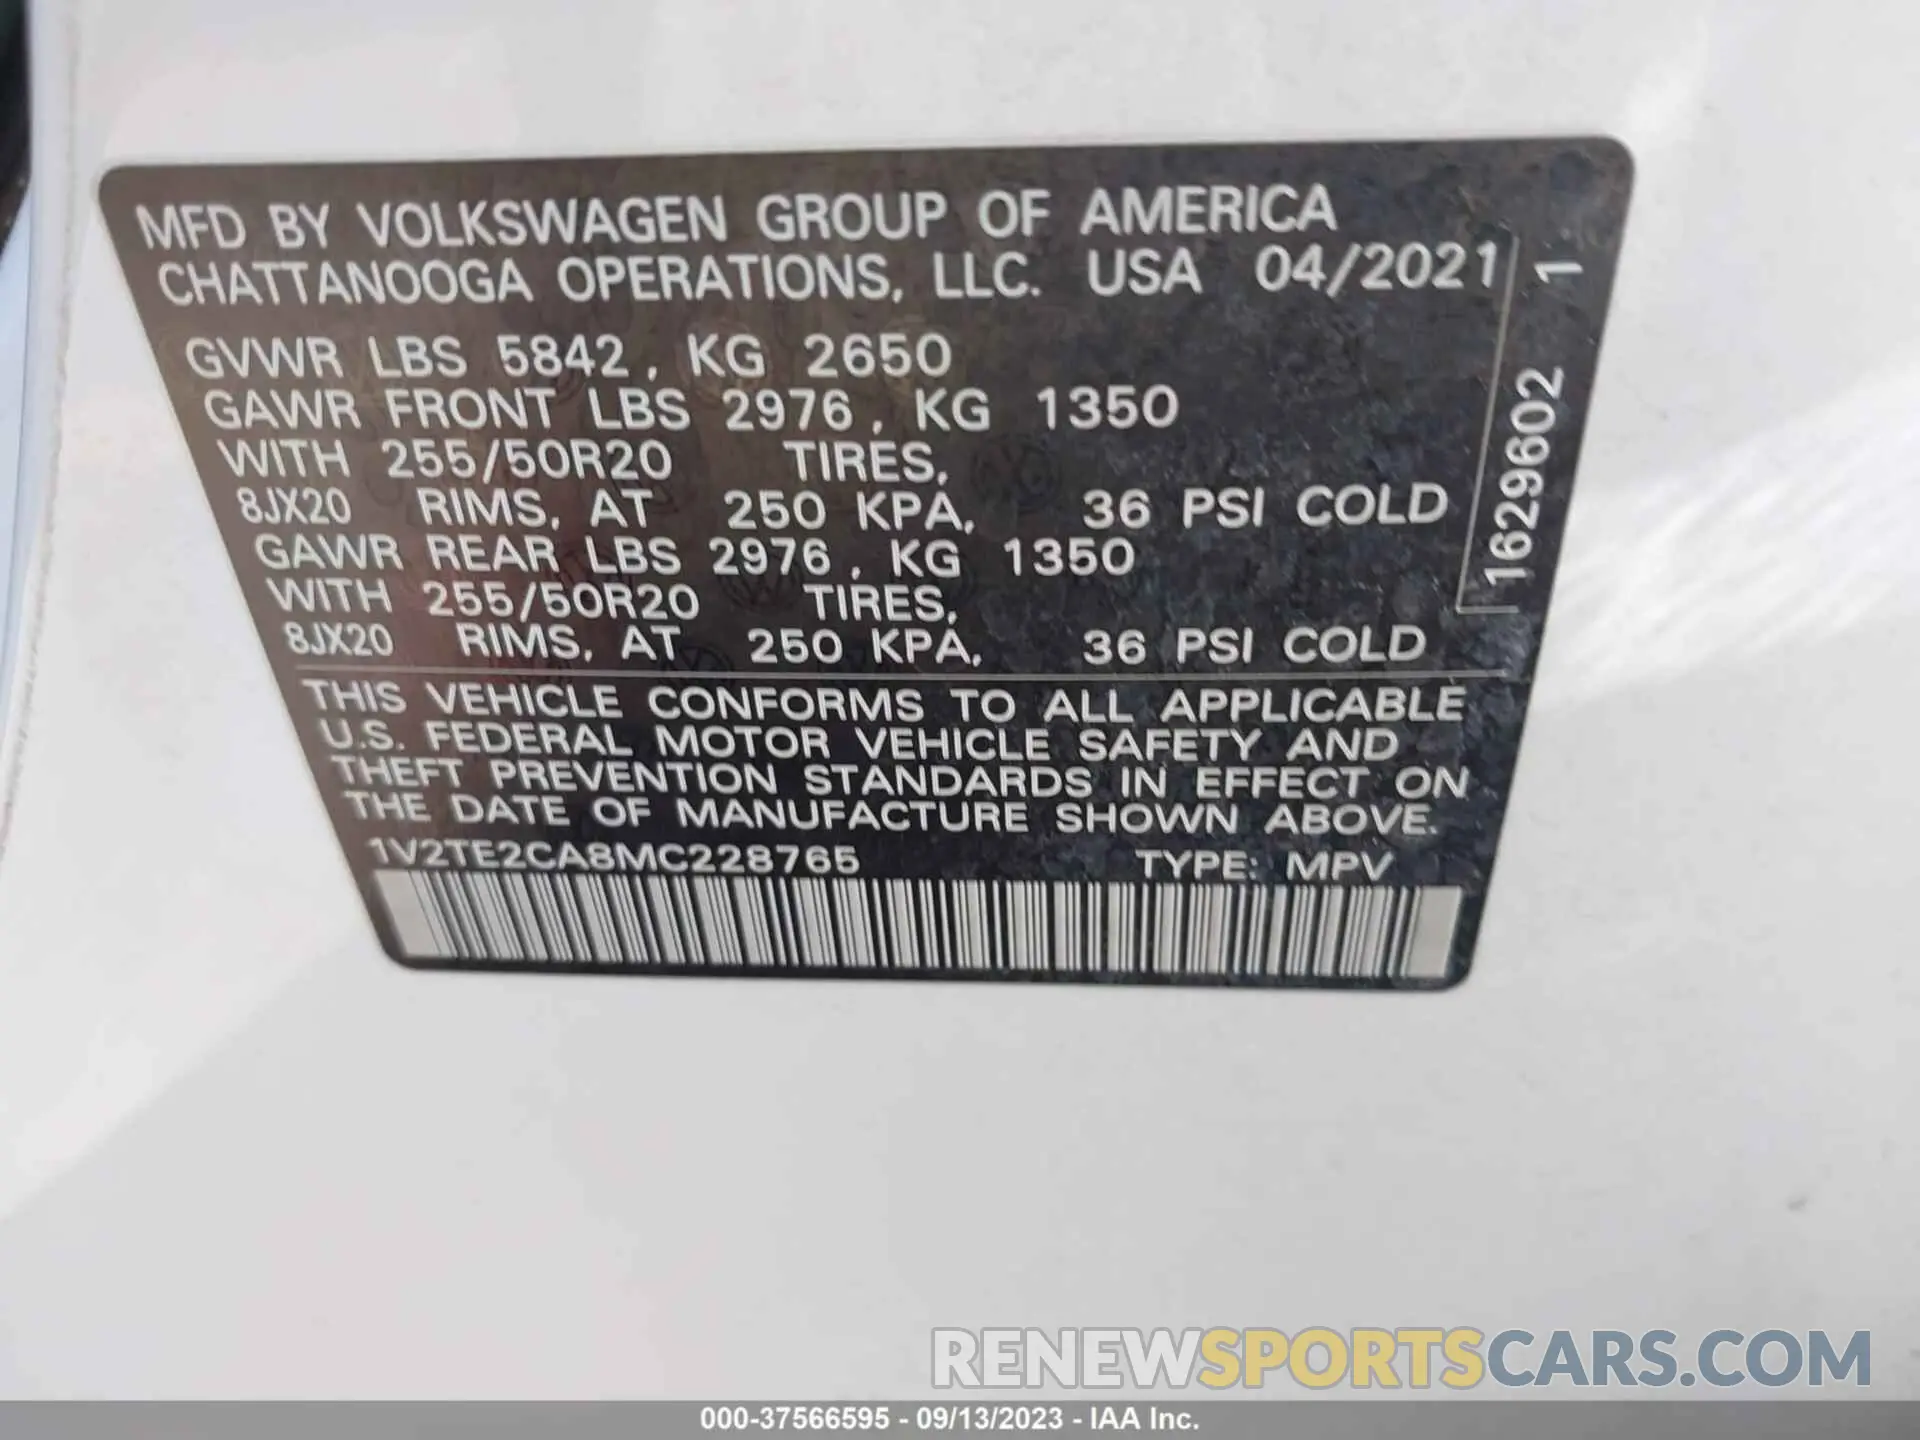 MFD BY VOLKSWAGEN GROUP OF AMERICA
CHATTANOOGA OPERATIONS, LLC. USA 04/2021
GVWR LBS 5842, KG 2650
GAWR FRONT LBS 2976, KG 1350
WITH 255/50R20 TIRES,
8JX20 RIMS, AT 250 KPA, 36 PSI COLD
GAWR REAR LBS 2976, KG 1350
WITH 255/50R20 TIRES,
8JX20 RIMS, AT 250 KPA, 36 PSI COLD
1629602 1
THIS VEHICLE CONFORMS TO ALL APPLICABLE
U.S. FEDERAL MOTOR VEHICLE SAFETY AND
THEFT PREVENTION STANDARDS IN EFFECT ON
THE DATE OF MANUFACTURE SHOWN ABOVE.
1V2TE2CA8MC228765 TYPE: MPV
RENEWSPORTSCARS.COM
000-37566595 - 09/13/2023 - IAA Inc.